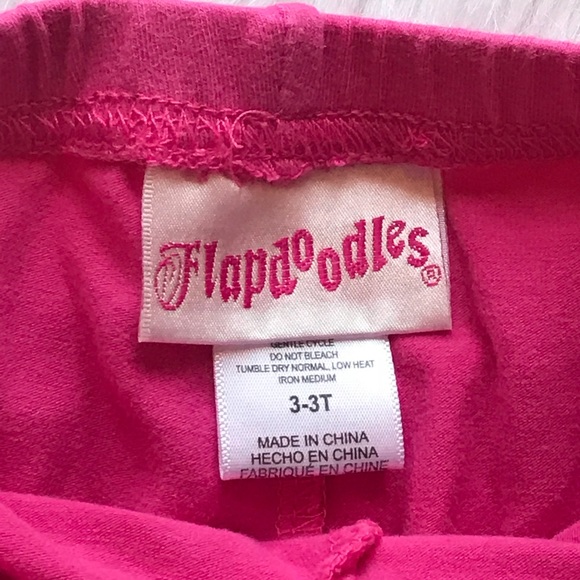 Flapdoodles®
GENTLE CYCLE
DO NOT BLEACH
TUMBLE DRY NORMAL, LOW HEAT
IRON MEDIUM
3-3T
MADE IN CHINA
HECHO EN CHINA
FABRIQUÉ EN CHINE